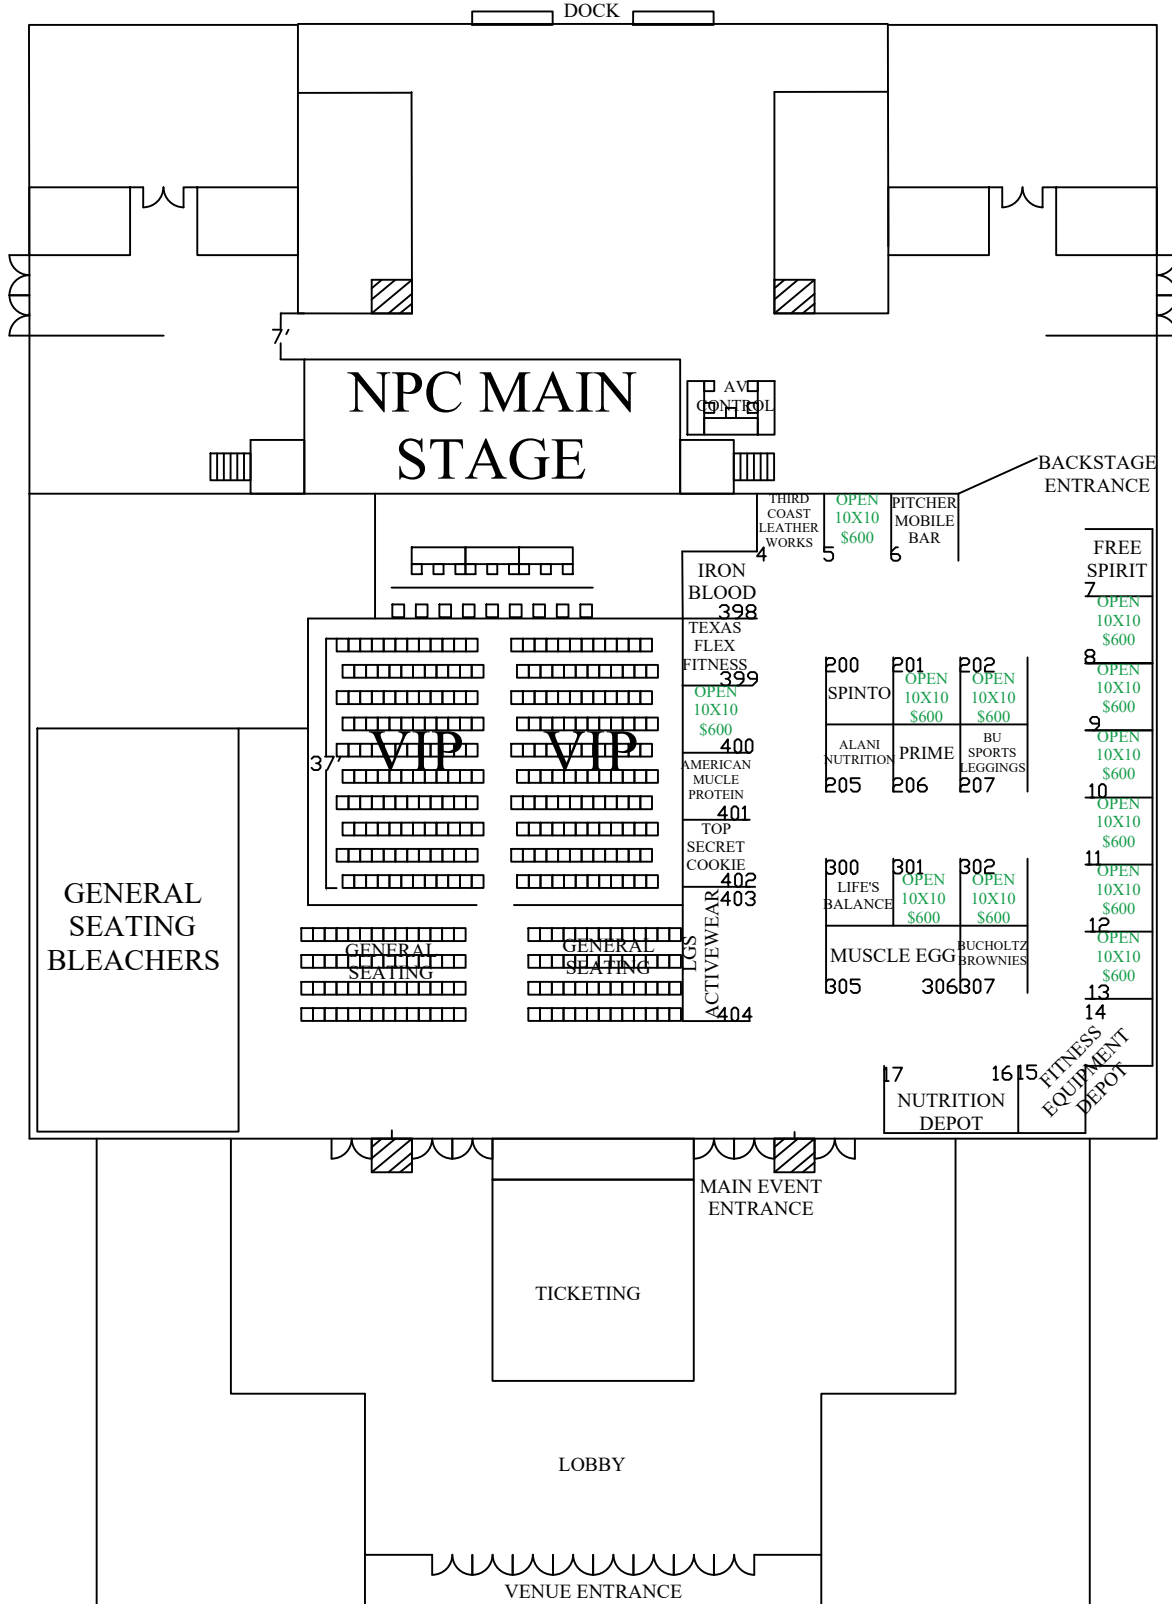 DOCK
7'
NPC MAIN
STAGE
AV
CONTROL
BACKSTAGE
ENTRANCE
THIRD
COAST
LEATHER
WORKS
4
OPEN
10X10
$600
5
PITCHER
MOBILE
BAR
6
FREE
SPIRIT
7
OPEN
10X10
$600
8
OPEN
10X10
$600
9
OPEN
10X10
$600
10
OPEN
10X10
$600
11
OPEN
10X10
$600
12
OPEN
10X10
$600
13
14
FITNESS
EQUIPMENT
DEPOT
15
16
17
NUTRITION
DEPOT
IRON
BLOOD
398
TEXAS
FLEX
FITNESS
399
OPEN
10X10
$600
400
AMERICAN
MUCLE
PROTEIN
401
TOP
SECRET
COOKIE
402
403
LGS
ACTIVEWEAR
404
200
SPINTO
201
OPEN
10X10
$600
202
OPEN
10X10
$600
ALANI
NUTRITION
205
PRIME
206
BU
SPORTS
LEGGINGS
207
300
LIFE'S
BALANCE
301
OPEN
10X10
$600
302
OPEN
10X10
$600
MUSCLE EGG
305
306
BUCHOLTZ
BROWNIES
307
37'
VIP
VIP
GENERAL
SEATING
GENERAL
SEATING
GENERAL
SEATING
BLEACHERS
MAIN EVENT
ENTRANCE
TICKETING
LOBBY
VENUE ENTRANCE